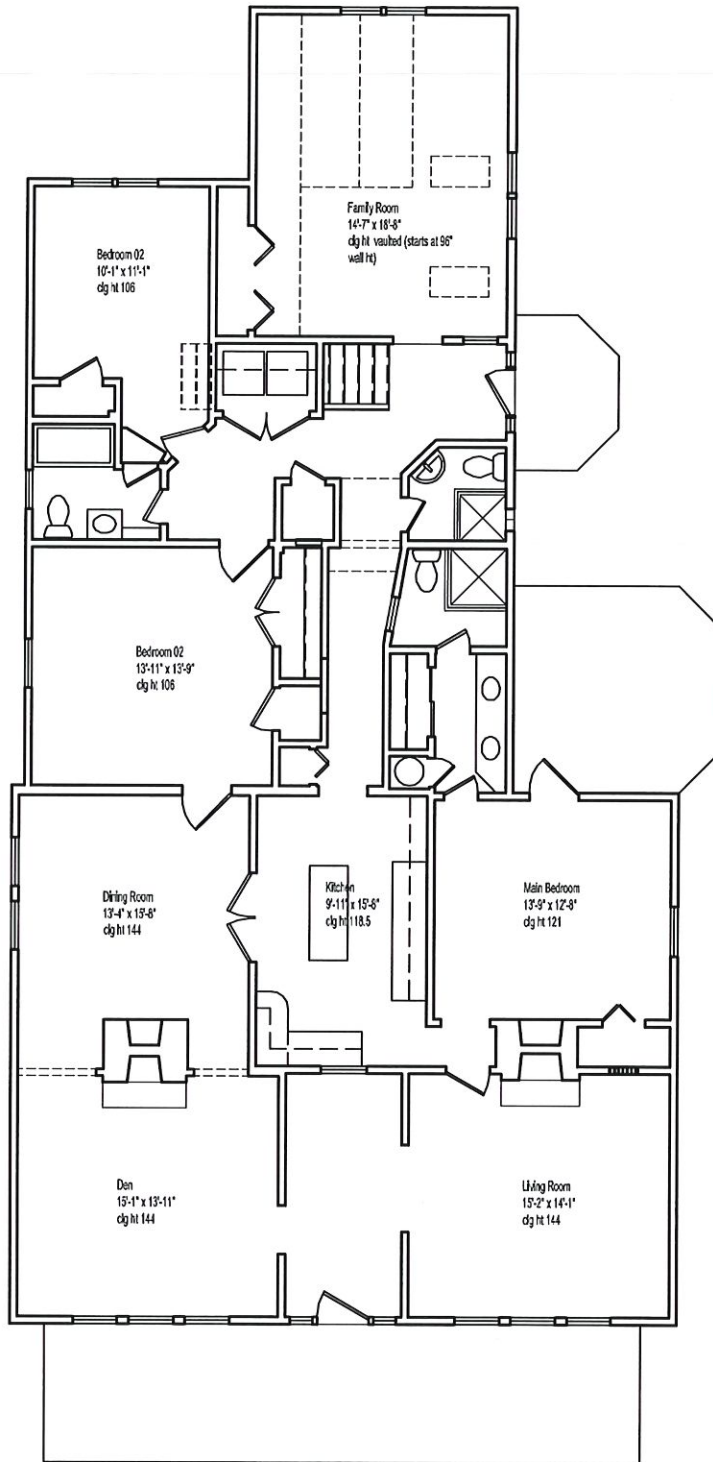 Family Room
14'-7" x 18'-8"
clg ht vaulted (starts at 96"
wall ht)
Bedroom 02
10'-1" x 11'-1"
clg ht 106
Bedroom 02
13'-11" x 13'-9"
clg ht 106
Dining Room
13'-4" x 15'-8"
clg ht 144
Kitchen
9'-11" x 15'-8"
clg ht 118.5
Main Bedroom
13'-9" x 12'-8"
clg ht 121
Den
15'-1" x 13'-11"
clg ht 144
Living Room
15'-2" x 14'-1"
clg ht 144